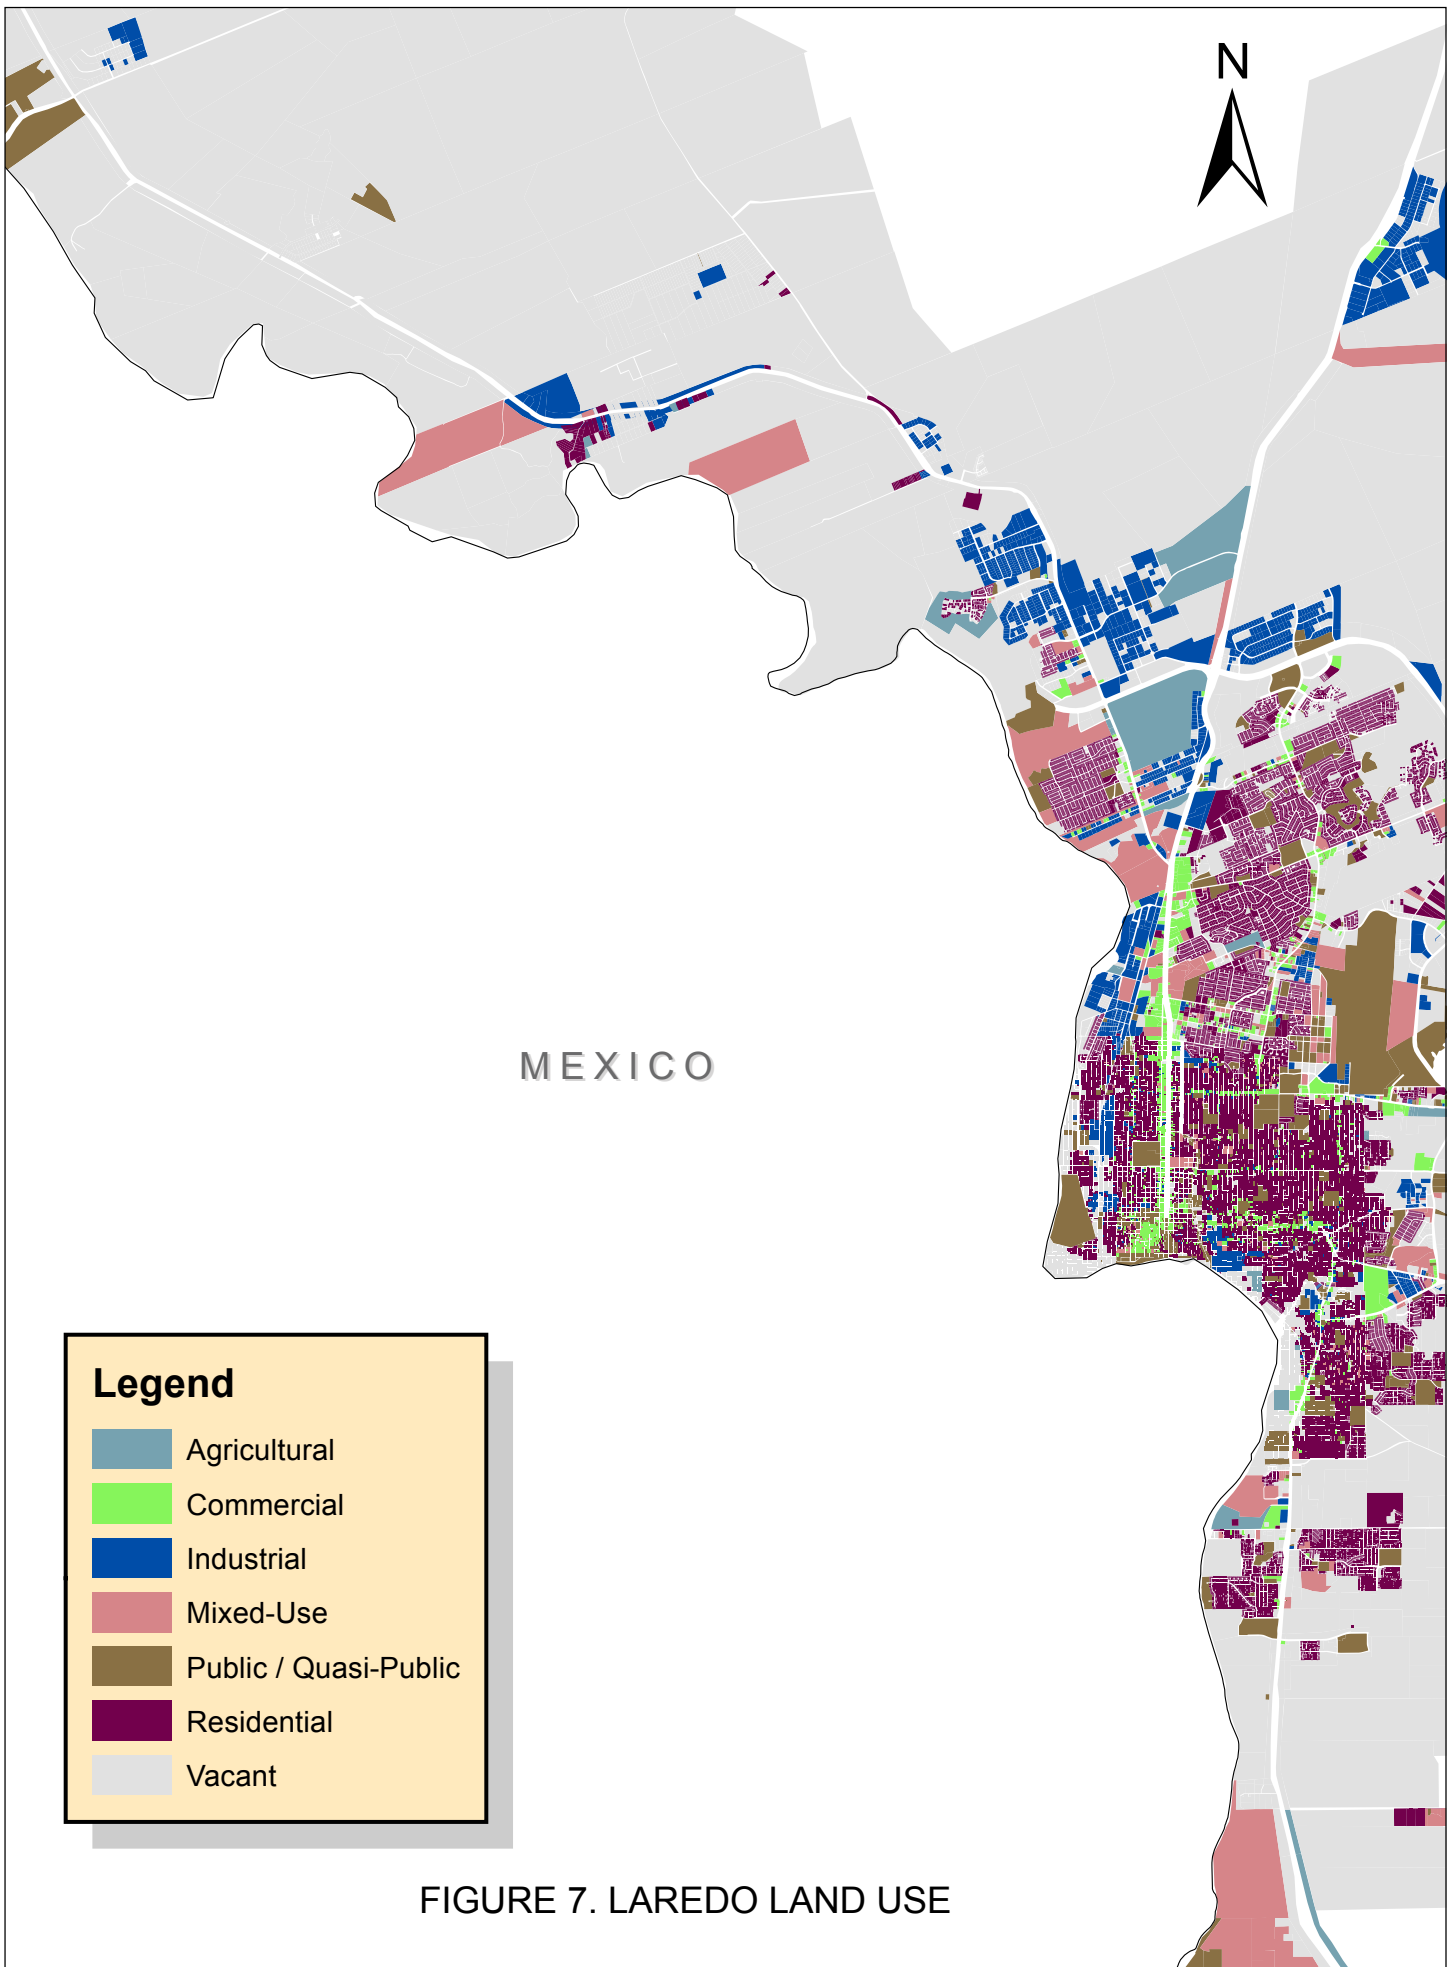 N
MEXICO
Legend
Agricultural
Commercial
Industrial
Mixed-Use
Public / Quasi-Public
Residential
Vacant
FIGURE 7. LAREDO LAND USE